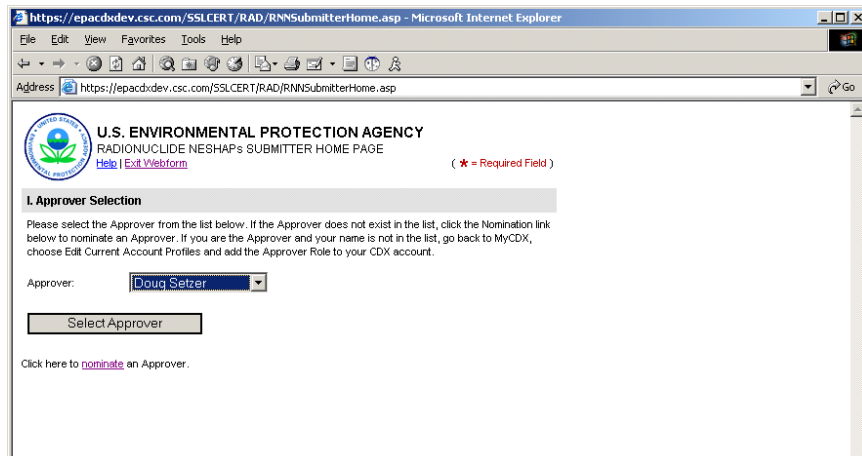 https://epacdxdev.csc.com/SSLCERT/RAD/RNNSubmitterHome.asp - Microsoft Internet Explorer
File Edit View Favorites Tools Help
Address https://epacdxdev.csc.com/SSLCERT/RAD/RNNSubmitterHome.asp Go
U.S. ENVIRONMENTAL PROTECTION AGENCY
RADIONUCLIDE NESHAPs SUBMITTER HOME PAGE
Help | Exit Webform ( * = Required Field )
I. Approver Selection
Please select the Approver from the list below. If the Approver does not exist in the list, click the Nomination link
below to nominate an Approver. If you are the Approver and your name is not in the list, go back to MyCDX,
choose Edit Current Account Profiles and add the Approver Role to your CDX account.
Approver: Doug Setzer
Select Approver
Click here to nominate an Approver.